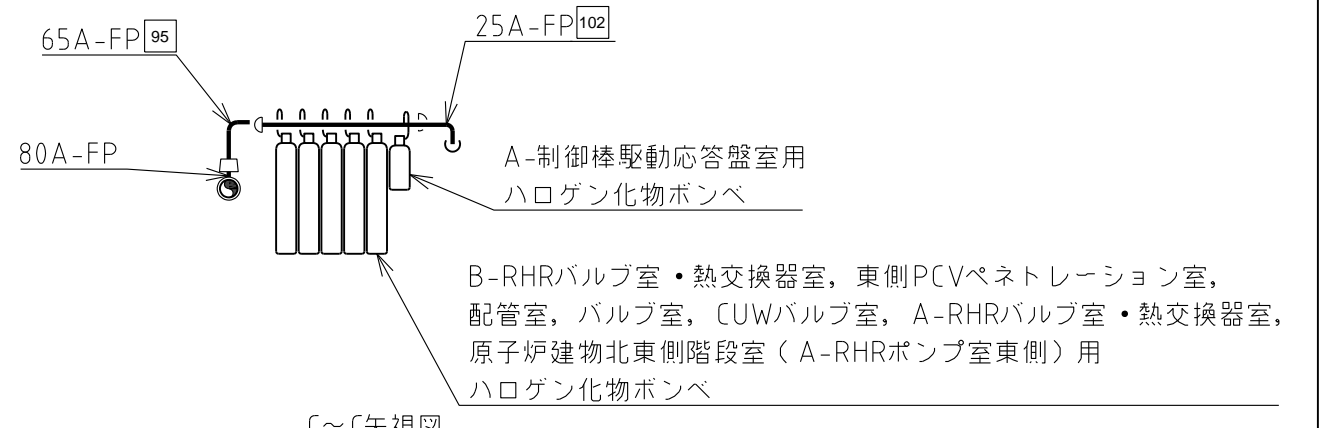 65A-FP 95
25A-FP 102
80A-FP
A-制御棒駆動応答盤室用
ハロゲン化物ボンベ
B-RHRバルブ室・熱交換器室，東側PCVペネトレーション室，
配管室，バルブ室，CUWバルブ室，A-RHRバルブ室・熱交換器室，
原子炉建物北東側階段室（A-RHRポンプ室東側）用
ハロゲン化物ボンベ
C～C矢視図